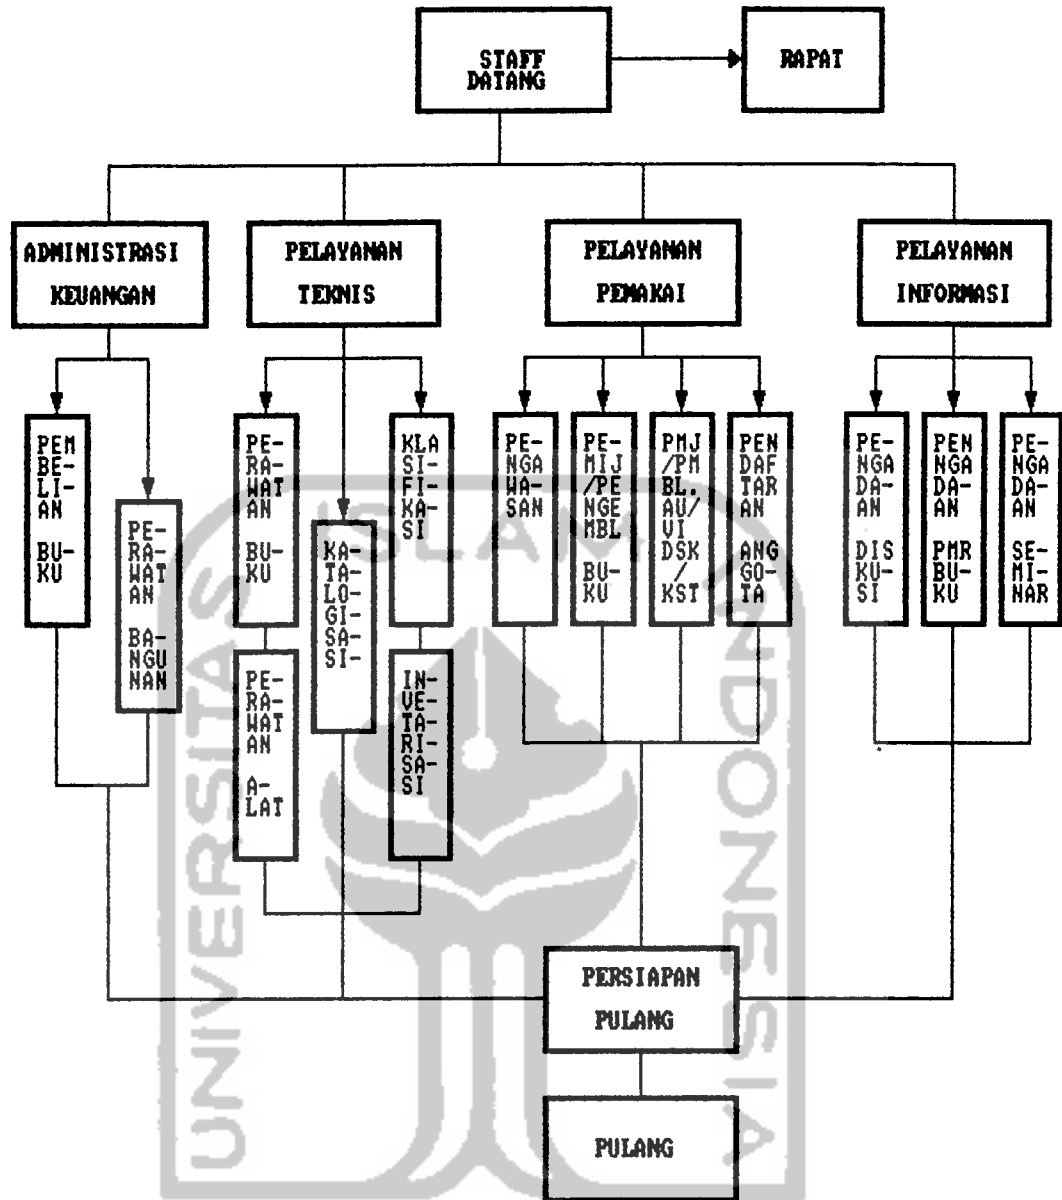 STAFF
DATANG
RAPAT
ADMINISTRASI
KEUANGAN
PELAYANAN
TEKNIS
PELAYANAN
PEMAKAI
PELAYANAN
INFORMASI
PEM
BE-
LI-
AN
BU-
KU
PE-
RA-
WAT
AN
BA-
NGU
NAN
PE-
RA-
WAT
AN
BU-
KU
PE-
RA-
WAT
AN
A-
LAT
KA-
TA-
LO-
GI-
SA-
SI-
KLA
SI-
FI-
KA-
SI
IN-
VE-
TA-
RI-
SA-
SI
PE-
NGA
WA-
SAN
PE-
MIJ
/PE
NGE
MBL
BU-
KU
PMJ
/PM
BL.
AU/
VI
DSK
/
KST
PEN
DAF
TAR
AN
ANG
GO-
TA
PE-
NGA
DA-
AN
DIS
KU-
SI
PEN
NGA
DA-
AN
PMR
BU-
KU
PE-
NGA
DA-
AN
SE-
MI-
NAR
PERSIAPAN
PULANG
PULANG
UNIVERSITAS
ISLAM
INDONESIA